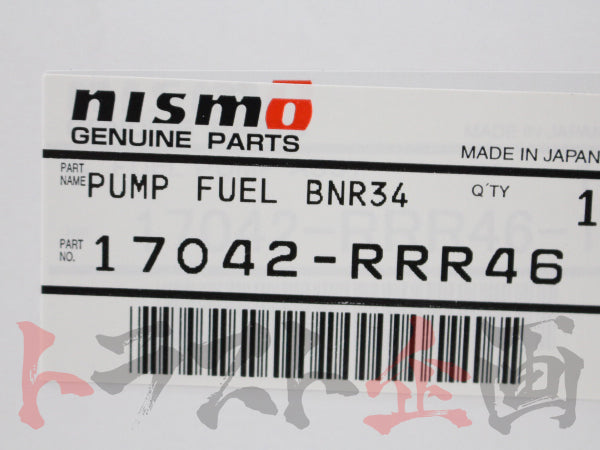 nismo
GENUINE PARTS
MADE IN JAPAN
PART NAME PUMP FUEL BNR34 Q'TY 1
PART NO. 17042-RRR46
トラスト企画